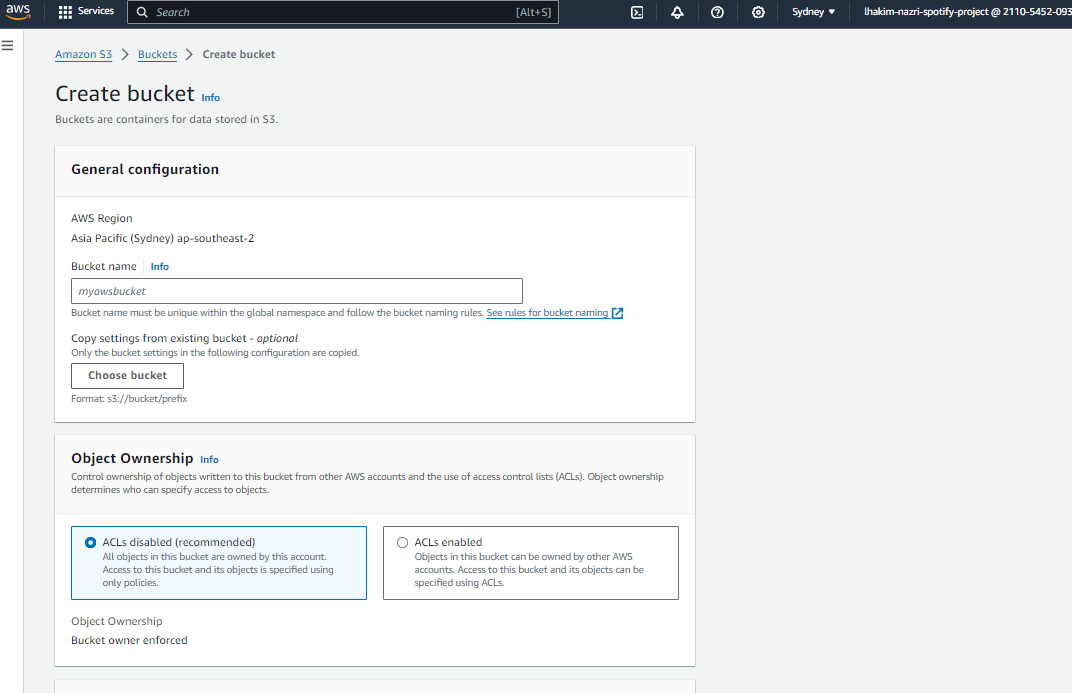 aws Services Search [Alt+S] Sydney lhakim-nazri-spotify-project @ 2110-5452-093
Amazon S3 Buckets Create bucket
Create bucket Info
Buckets are containers for data stored in S3.
General configuration
AWS Region
Asia Pacific (Sydney) ap-southeast-2
Bucket name Info
myawsbucket
Bucket name must be unique within the global namespace and follow the bucket naming rules. See rules for bucket naming
Copy settings from existing bucket - optional
Only the bucket settings in the following configuration are copied.
Choose bucket
Format: s3://bucket/prefix
Object Ownership Info
Control ownership of objects written to this bucket from other AWS accounts and the use of access control lists (ACLs). Object ownership
determines who can specify access to objects.
ACLs disabled (recommended)
All objects in this bucket are owned by this account.
Access to this bucket and its objects is specified using
only policies.
ACLs enabled
Objects in this bucket can be owned by other AWS
accounts. Access to this bucket and its objects can be
specified using ACLs.
Object Ownership
Bucket owner enforced